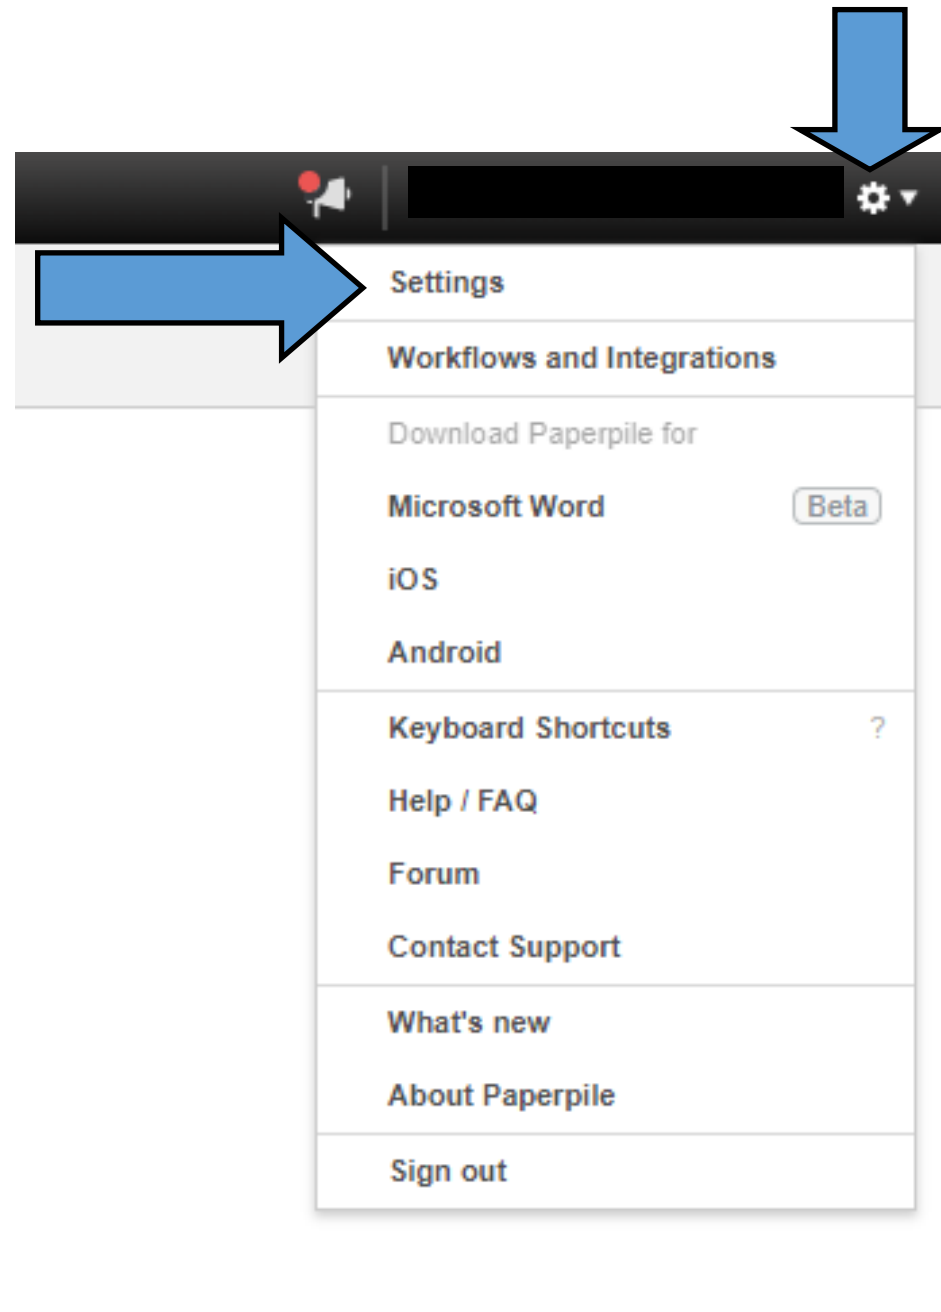 Settings
Workflows and Integrations
Download Paperpile for
Microsoft Word Beta
iOS
Android
Keyboard Shortcuts ?
Help / FAQ
Forum
Contact Support
What's new
About Paperpile
Sign out